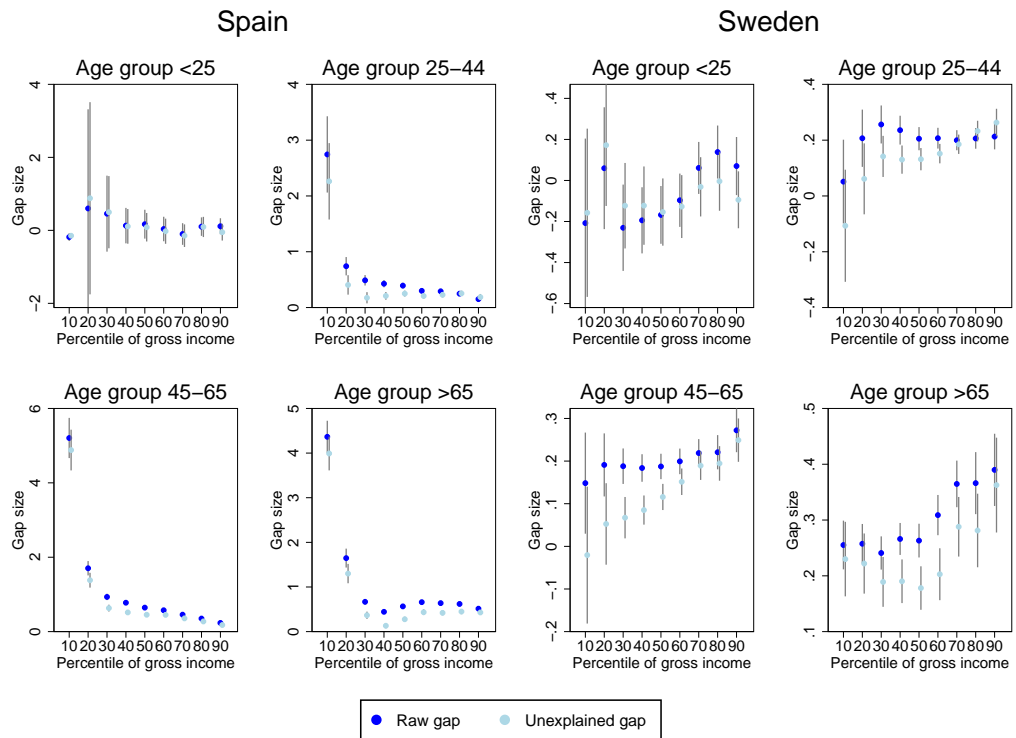 Spain
Sweden
Age group <25
Age group 25−44
Age group <25
Age group 25−44
Gap size
−2
0
2
4
10 20 30 40 50 60 70 80 90
Percentile of gross income
Gap size
0
1
2
3
4
10 20 30 40 50 60 70 80 90
Percentile of gross income
Gap size
−.6
−.4
−.2
0
.2
.4
10 20 30 40 50 60 70 80 90
Percentile of gross income
Gap size
−.4
−.2
0
.2
.4
10 20 30 40 50 60 70 80 90
Percentile of gross income
Age group 45−65
Age group >65
Age group 45−65
Age group >65
Gap size
0
2
4
6
10 20 30 40 50 60 70 80 90
Percentile of gross income
Gap size
0
1
2
3
4
5
10 20 30 40 50 60 70 80 90
Percentile of gross income
Gap size
−.2
−.1
0
.1
.2
.3
10 20 30 40 50 60 70 80 90
Percentile of gross income
Gap size
.1
.2
.3
.4
.5
10 20 30 40 50 60 70 80 90
Percentile of gross income
Raw gap
Unexplained gap